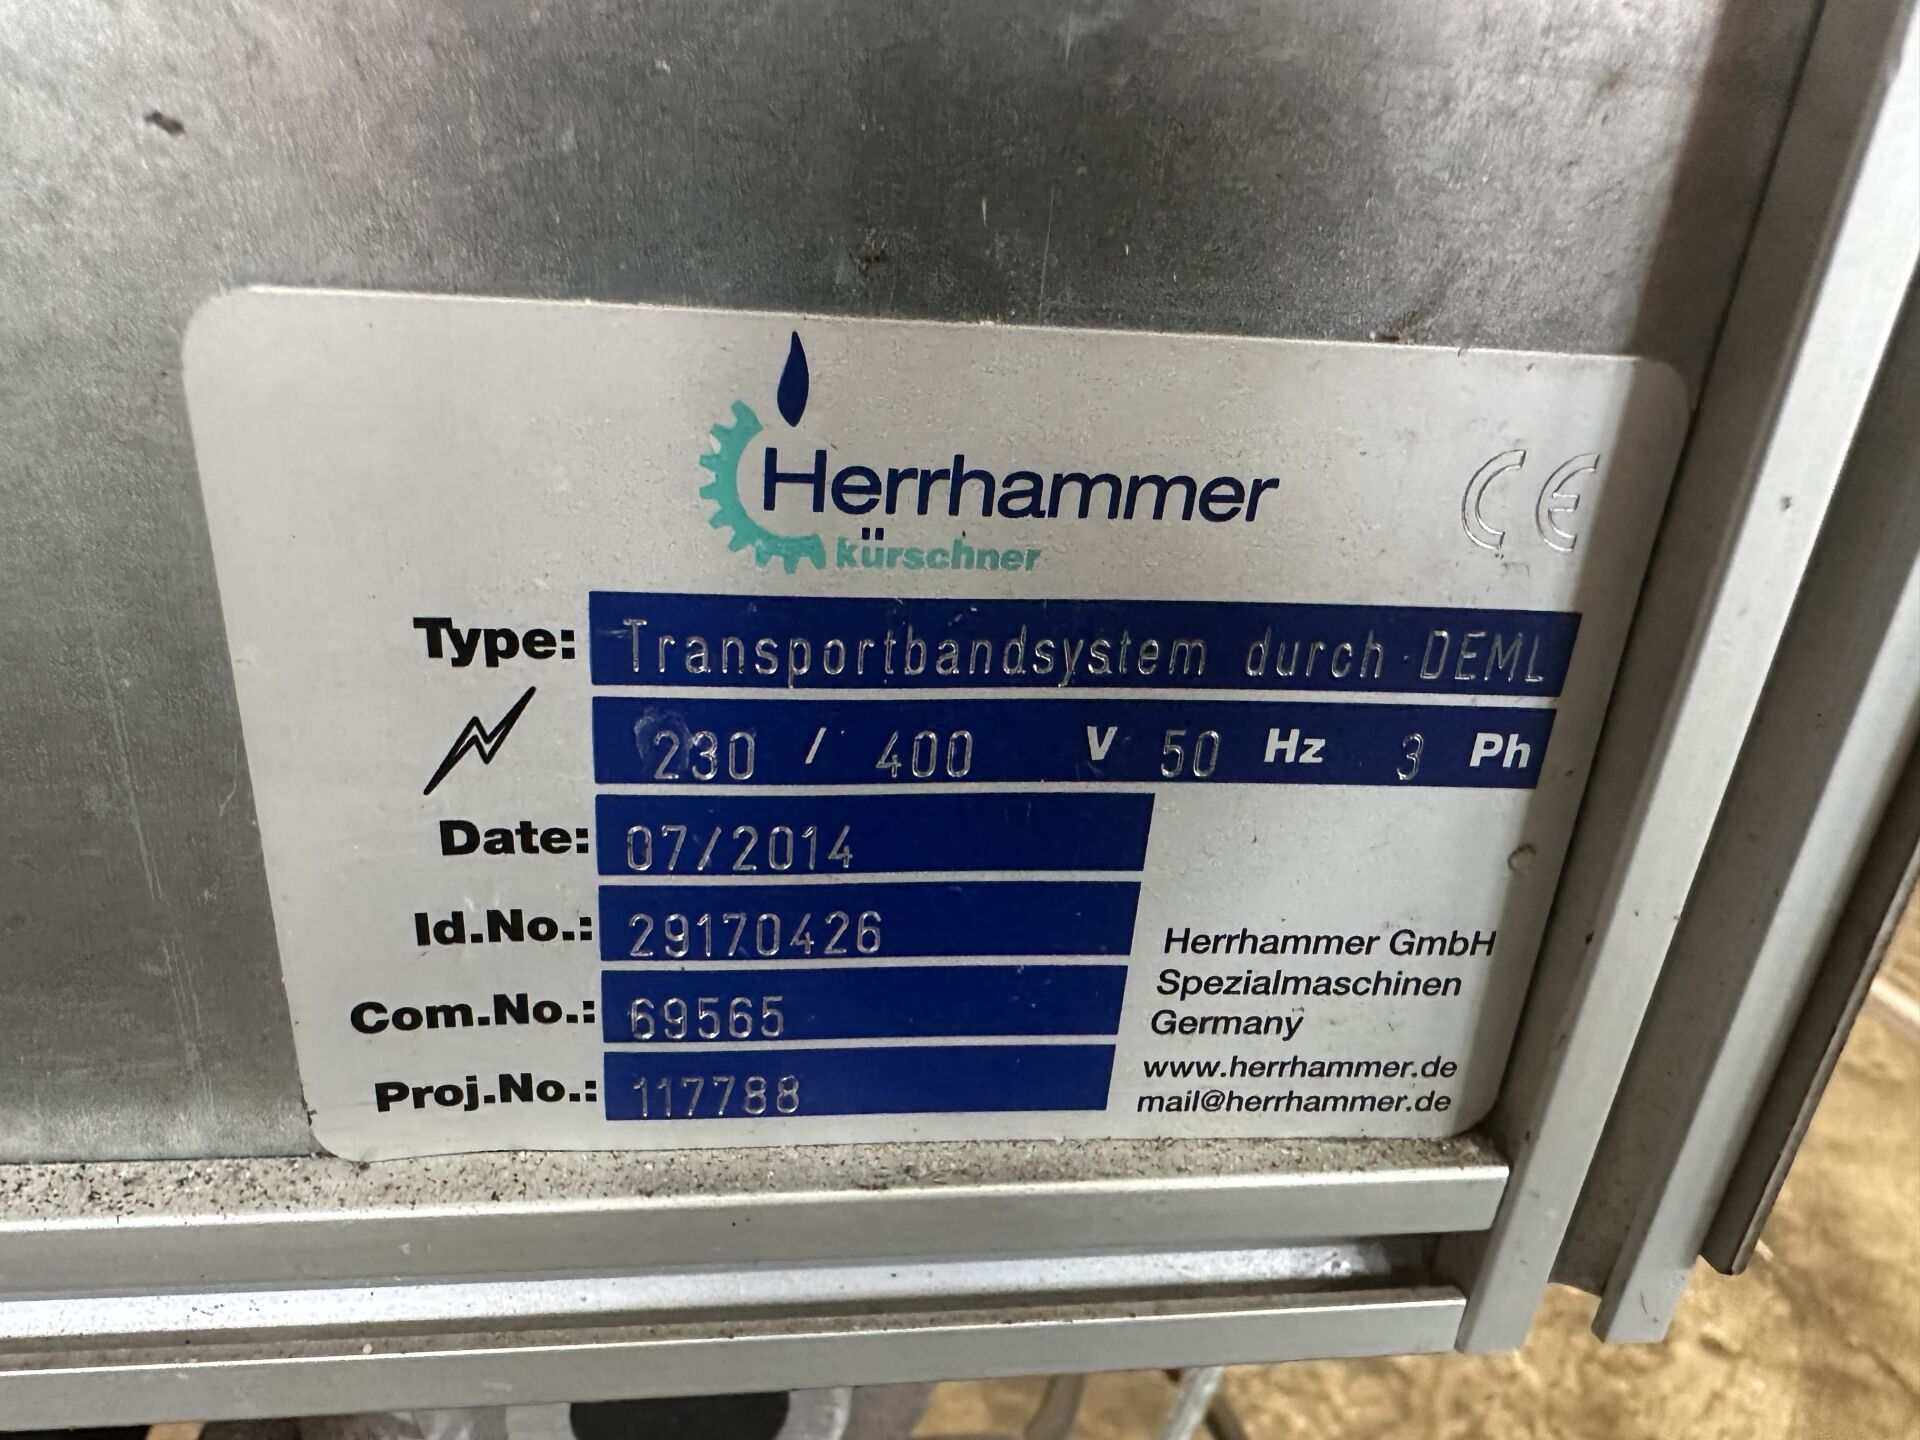 Herrhammer
kürschner
CE
Type: Transportbandsystem durch DEML
230 / 400 V 50 Hz 3 Ph
Date: 07/2014
Id.No.: 29170426
Com.No.: 69565
Proj.No.: 117788
Herrhammer GmbH
Spezialmaschinen
Germany
www.herrhammer.de
mail@herrhammer.de